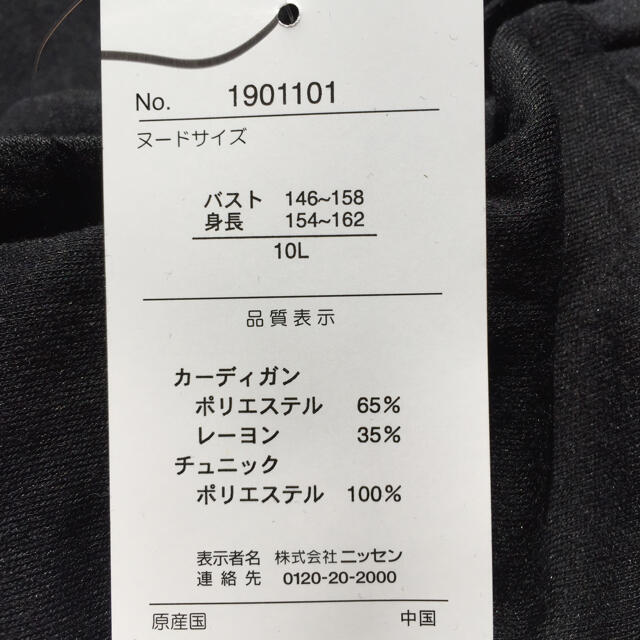 No. 1901101
ヌードサイズ
バスト 146~158
身長 154~162
10L
品質表示
カーディガン
ポリエステル 65%
レーヨン 35%
チュニック
ポリエステル 100%
表示者名 株式会社ニッセン
連絡先 0120-20-2000
原産国 中国